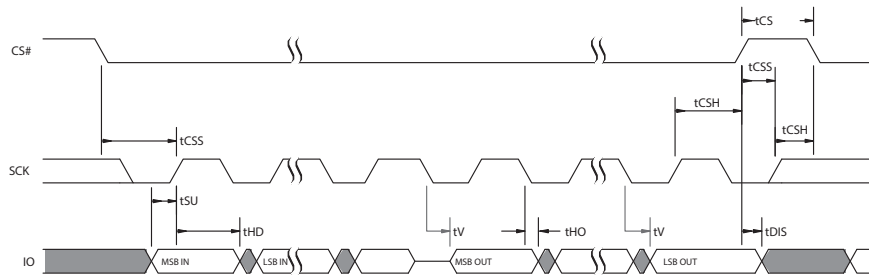 tCS
CS#
tCSS
tCSH
tCSS
tCSH
SCK
tSU
tHD
tV
tHO
tV
tDIS
IO
MSB IN
LSB IN
MSB OUT
LSB OUT